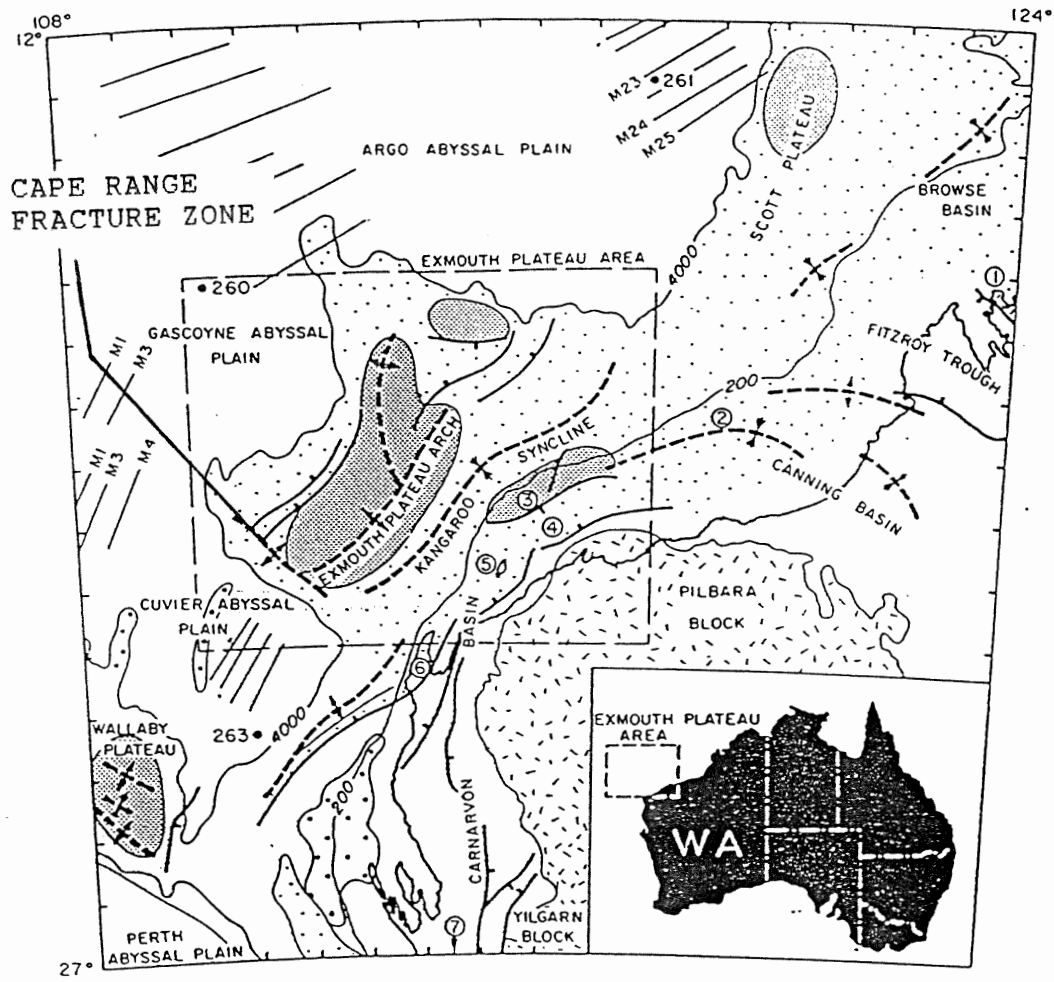 108°
124°
12°
M23
261
M24
M25
ARGO ABYSSAL PLAIN
SCOTT PLATEAU
CAPE RANGE
FRACTURE ZONE
BROWSE
BASIN
EXMOUTH PLATEAU AREA
4000
260
①
GASCOYNE ABYSSAL
PLAIN
FITZROY TROUGH
M1
M3
200
②
SYNCLINE
M1
M3
M4
EXMOUTH PLATEAU ARCH
KANGAROO
CANNING
BASIN
③
④
⑤
CUVIER ABYSSAL
PLAIN
BASIN
PILBARA
BLOCK
⑥
263
4000
WALLABY
PLATEAU
EXMOUTH PLATEAU
AREA
200
CARNARVON
WA
⑦
YILGARN
BLOCK
PERTH
ABYSSAL PLAIN
27°